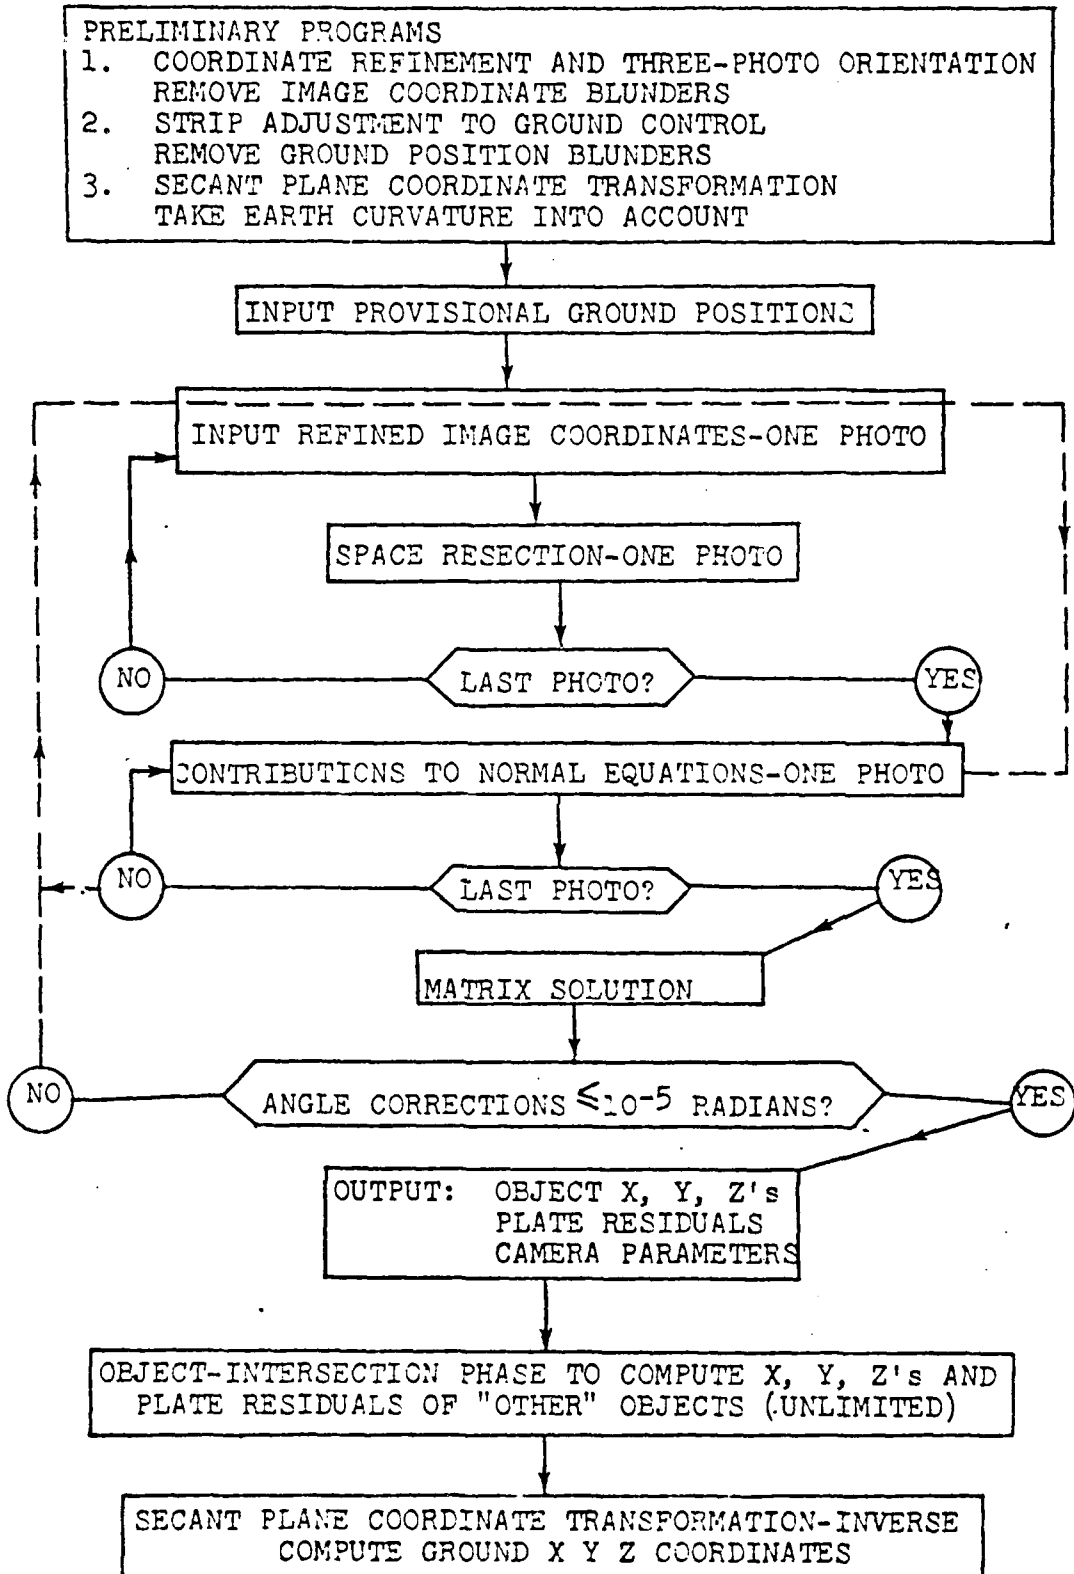 PRELIMINARY PROGRAMS
1. COORDINATE REFINEMENT AND THREE-PHOTO ORIENTATION
REMOVE IMAGE COORDINATE BLUNDERS
2. STRIP ADJUSTMENT TO GROUND CONTROL
REMOVE GROUND POSITION BLUNDERS
3. SECANT PLANE COORDINATE TRANSFORMATION
TAKE EARTH CURVATURE INTO ACCOUNT
INPUT PROVISIONAL GROUND POSITIONS
INPUT REFINED IMAGE COORDINATES-ONE PHOTO
SPACE RESECTION-ONE PHOTO
NO
LAST PHOTO?
YES
CONTRIBUTIONS TO NORMAL EQUATIONS-ONE PHOTO
NO
LAST PHOTO?
YES
MATRIX SOLUTION
NO
ANGLE CORRECTIONS ≤10-5 RADIANS?
YES
OUTPUT: OBJECT X, Y, Z's
PLATE RESIDUALS
CAMERA PARAMETERS
OBJECT-INTERSECTION PHASE TO COMPUTE X, Y, Z's AND
PLATE RESIDUALS OF "OTHER" OBJECTS (UNLIMITED)
SECANT PLANE COORDINATE TRANSFORMATION-INVERSE
COMPUTE GROUND X Y Z COORDINATES